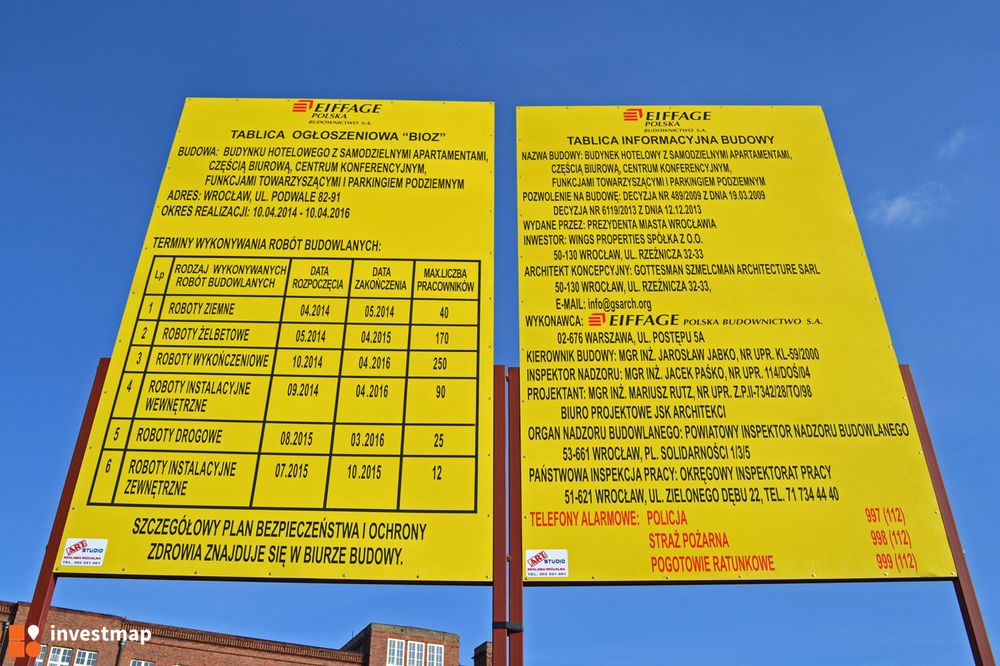 EIFFAGE
POLSKA
BUDOWNICTWO S.A.
TABLICA OGŁOSZENIOWA "BIOZ"
BUDOWA: BUDYNKU HOTELOWEGO Z SAMODZIELNYMI APARTAMENTAMI,
CZĘŚCIĄ BIUROWĄ, CENTRUM KONFERENCYJNYM,
FUNKCJAMI TOWARZYSZĄCYMI I PARKINGIEM PODZIEMNYM
ADRES: WROCŁAW, UL. PODWALE 82-91
OKRES REALIZACJI: 10.04.2014 - 10.04.2016
TERMINY WYKONYWANIA ROBÓT BUDOWLANYCH:
Lp RODZAJ WYKONYWANYCH ROBÓT BUDOWLANYCH DATA ROZPOCZĘCIA DATA ZAKOŃCZENIA MAX.LICZBA PRACOWNIKÓW
1 ROBOTY ZIEMNE 04.2014 05.2014 40
2 ROBOTY ŻELBETOWE 05.2014 04.2015 170
3 ROBOTY WYKOŃCZENIOWE 10.2014 04.2016 250
4 ROBOTY INSTALACYJNE WEWNĘTRZNE 09.2014 04.2016 90
5 ROBOTY DROGOWE 08.2015 03.2016 25
6 ROBOTY INSTALACYJNE ZEWNĘTRZNE 07.2015 10.2015 12
SZCZEGÓŁOWY PLAN BEZPIECZEŃSTWA I OCHRONY
ZDROWIA ZNAJDUJE SIĘ W BIURZE BUDOWY.
ART STUDIO
REKLAMA WIZUALNA
TEL. 502 551 061
EIFFAGE
POLSKA
BUDOWNICTWO S.A.
TABLICA INFORMACYJNA BUDOWY
NAZWA BUDOWY: BUDYNEK HOTELOWY Z SAMODZIELNYMI APARTAMENTAMI,
CZĘŚCIĄ BIUROWĄ, CENTRUM KONFERENCYJNYM,
FUNKCJAMI TOWARZYSZĄCYMI I PARKINGIEM PODZIEMNYM
POZWOLENIE NA BUDOWĘ: DECYZJA NR 489/2009 Z DNIA 19.03.2009
DECYZJA NR 6119/2013 Z DNIA 12.12.2013
WYDANE PRZEZ: PREZYDENTA MIASTA WROCŁAWIA
INWESTOR: WINGS PROPERTIES SPÓŁKA Z O.O.
50-130 WROCŁAW, UL. RZEŹNICZA 32-33
ARCHITEKT KONCEPCYJNY: GOTTESMAN SZMELCMAN ARCHITECTURE SARL
50-130 WROCŁAW, UL. RZEŹNICZA 32-33,
E-MAIL: info@gsarch.org
WYKONAWCA: EIFFAGE POLSKA BUDOWNICTWO S.A.
02-676 WARSZAWA, UL. POSTĘPU 5A
KIEROWNIK BUDOWY: MGR INŻ. JAROSŁAW JABKO, NR UPR. KL-59/2000
INSPEKTOR NADZORU: MGR INŻ. JACEK PAŚKO, NR UPR. 114/DOŚ/04
PROJEKTANT: MGR INŻ. MARIUSZ RUTZ, NR UPR. Z.P.II-7342/28/TO/98
BIURO PROJEKTOWE JSK ARCHITEKCI
ORGAN NADZORU BUDOWLANEGO: POWIATOWY INSPEKTOR NADZORU BUDOWLANEGO
53-661 WROCŁAW, PL. SOLIDARNOŚCI 1/3/5
PAŃSTWOWA INSPEKCJA PRACY: OKRĘGOWY INSPEKTORAT PRACY
51-621 WROCŁAW, UL. ZIELONEGO DĘBU 22, TEL. 71 734 44 40
TELEFONY ALARMOWE: POLICJA 997 (112)
STRAŻ POŻARNA 998 (112)
POGOTOWIE RATUNKOWE 999 (112)
ART STUDIO
REKLAMA WIZUALNA
TEL. 502 551 061
investmap